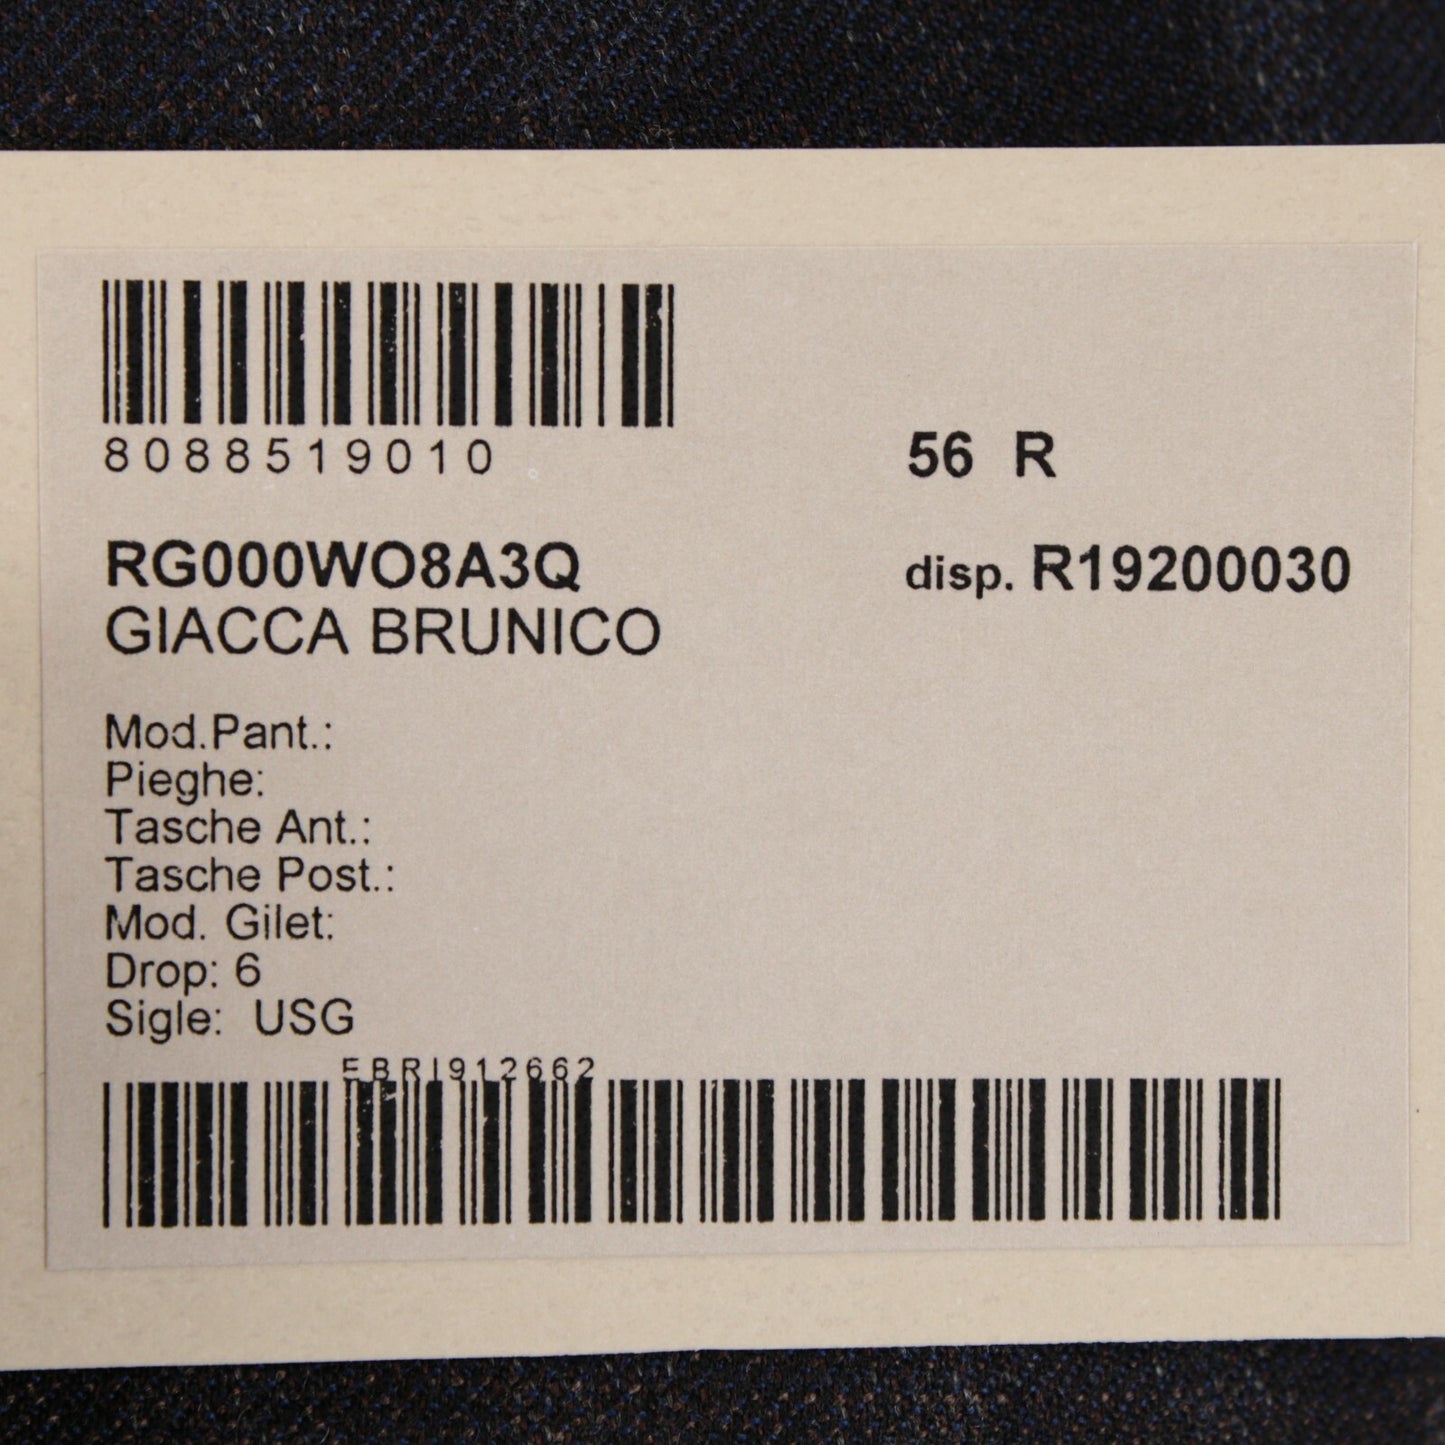 8088519010
56 R
RG000WO8A3Q
disp. R19200030
GIACCA BRUNICO
Mod.Pant.:
Pieghe:
Tasche Ant.:
Tasche Post.:
Mod. Gilet:
Drop: 6
Sigle: USG
EBRI912662